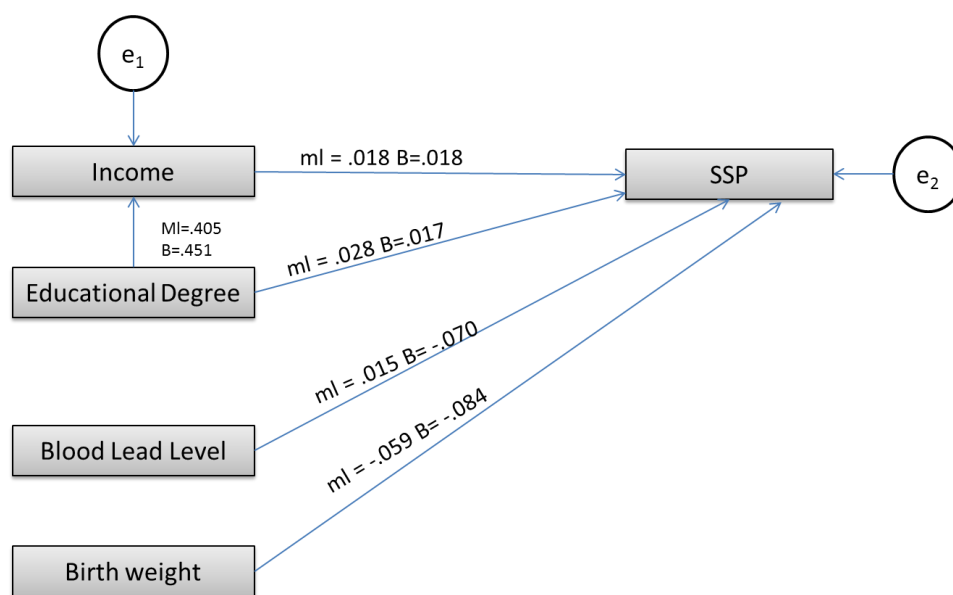 e1
Income
ml = .018 B=.018
SSP
e2
Ml=.405
B=.451
ml = .028 B=.017
Educational Degree
ml = .015 B= -.070
Blood Lead Level
ml = -.059 B= -.084
Birth weight